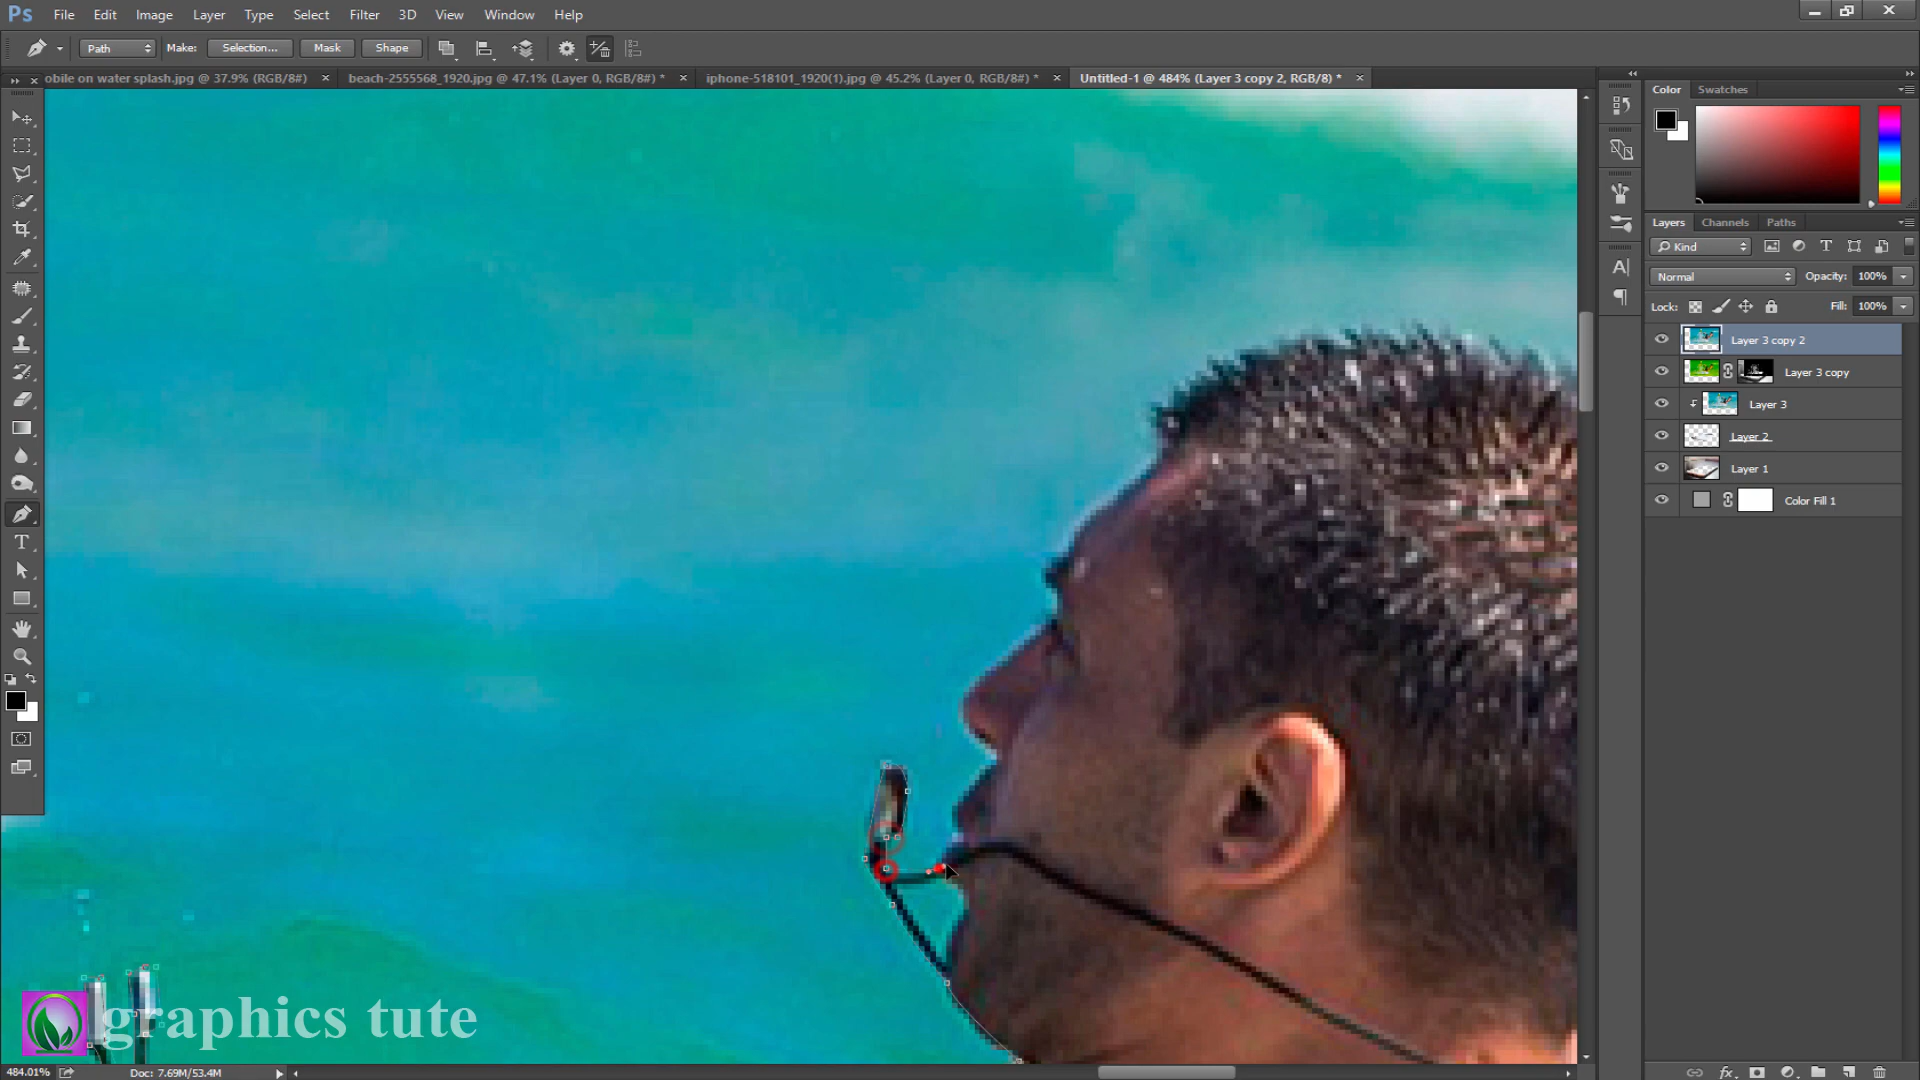 Ps File Edit Image Layer Type Select Filter 3D View Window Help
Path Make: Selection... Mask Shape
obile on water splash.jpg @ 37.9% (RGB/8#) beach-2555568_1920.jpg @ 47.1% (Layer 0, RGB/8#) * iphone-518101_1920(1).jpg @ 45.2% (Layer 0, RGB/8#) * Untitled-1 @ 484% (Layer 3 copy 2, RGB/8) *
Color Swatches
Layers Channels Paths
Kind
Normal Opacity: 100%
Lock: Fill: 100%
Layer 3 copy 2
Layer 3 copy
Layer 3
Layer 2
Layer 1
Color Fill 1
graphics tute
484.01% Doc: 7.69M/53.4M